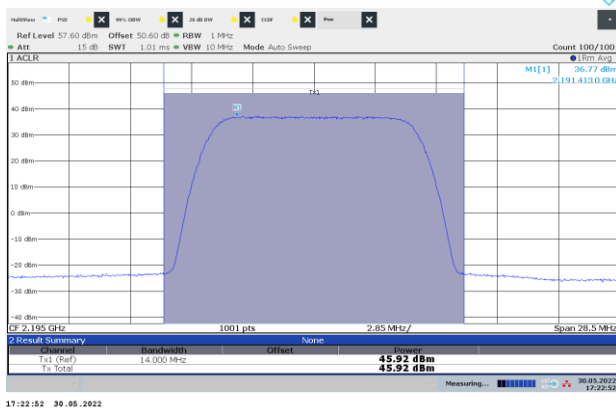 MultiView PSD X 99% OBW X 26 dB BW X CCDF X Pwr X
Ref Level 57.60 dBm Offset 50.60 dB RBW 1 MHz
Att 15 dB SWT 1.01 ms VBW 10 MHz Mode Auto Sweep Count 100/100
1 ACLR 1Rm Avg
M1[1] 36.77 dBm
2.191 413 0 GHz
Tx1
50 dBm
M1
40 dBm
30 dBm
20 dBm
10 dBm
0 dBm
-10 dBm
-20 dBm
-30 dBm
-40 dBm
CF 2.195 GHz 1001 pts 2.85 MHz/ Span 28.5 MHz
2 Result Summary None
Channel Bandwidth Offset Power
Tx1 (Ref) 14.000 MHz 45.92 dBm
Tx Total 45.92 dBm
Measuring... 30.05.2022
17:22:52
17:22:52 30.05.2022